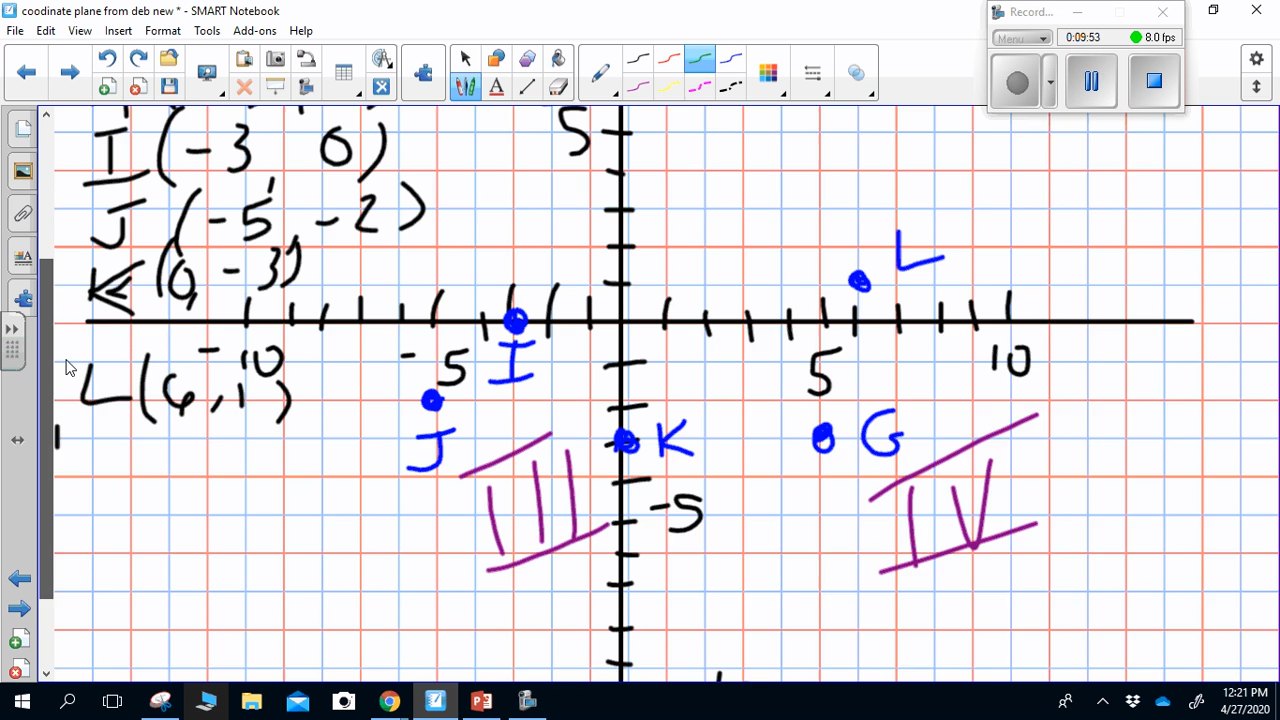 coodinate plane from deb new * - SMART Notebook
File Edit View Insert Format Tools Add-ons Help
Record...
Menu 0:09:53 8.0 fps
I (-3, 0)
J (-5, -2)
K (0, -3)
L (6, 1)
5
L
-10 -5 I 5 10
J K G
III IV
-5
12:21 PM
4/27/2020